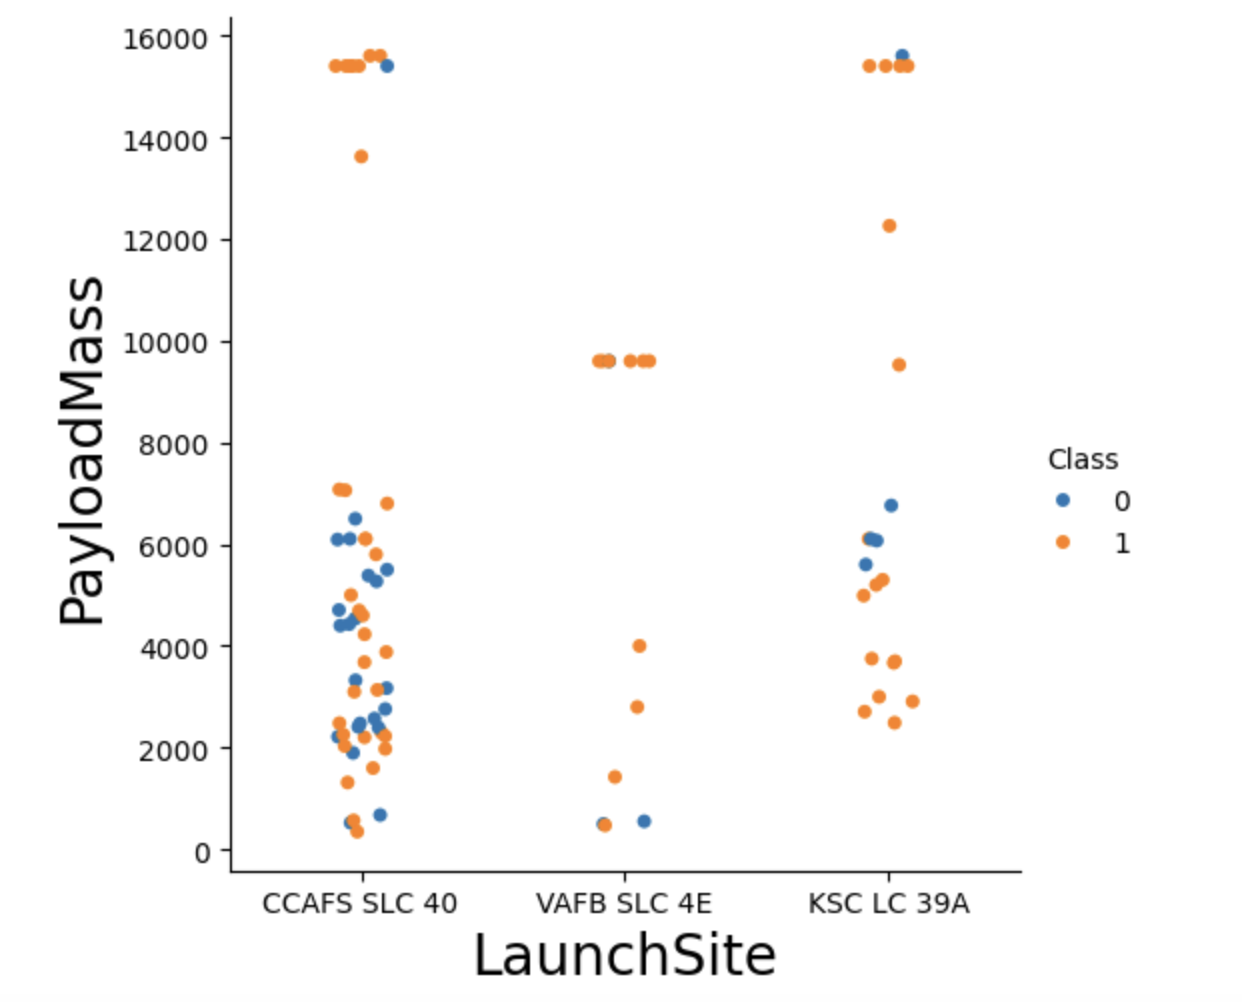 16000
14000
12000
10000
8000
6000
4000
2000
0
PayloadMass
CCAFS SLC 40
VAFB SLC 4E
KSC LC 39A
LaunchSite
Class
0
1